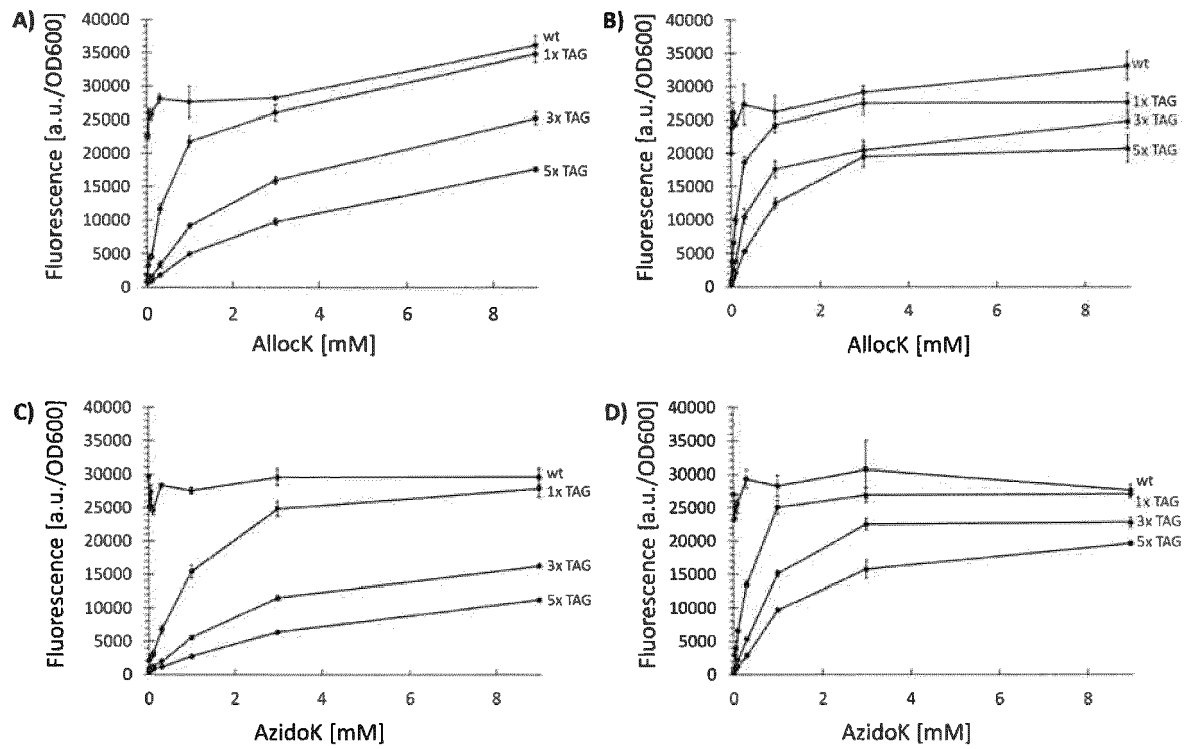 A)
Fluorescence [a.u./OD600]
40000
35000
30000
25000
20000
15000
10000
5000
0
0 2 4 6 8
AllocK [mM]
wt
1x TAG
3x TAG
5x TAG
B)
Fluorescence [a.u./OD600]
40000
35000
30000
25000
20000
15000
10000
5000
0
0 2 4 6 8
AllocK [mM]
wt
1x TAG
3x TAG
5x TAG
C)
Fluorescence [a.u./OD600]
40000
35000
30000
25000
20000
15000
10000
5000
0
0 2 4 6 8
AzidoK [mM]
wt
1x TAG
3x TAG
5x TAG
D)
Fluorescence [a.u./OD600]
40000
35000
30000
25000
20000
15000
10000
5000
0
0 2 4 6 8
AzidoK [mM]
wt
1x TAG
3x TAG
5x TAG